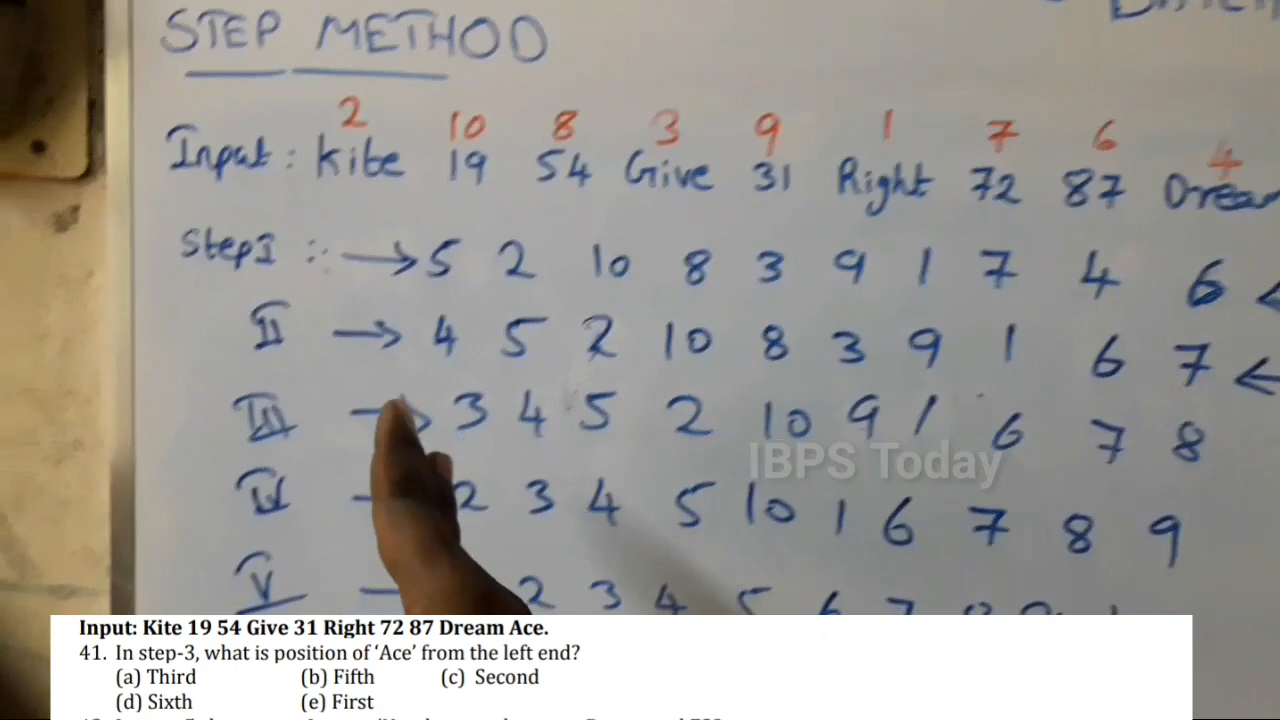 STEP METHOD
2 10 8 3 9 1 7 6 4
Input: Kite 19 54 Give 31 Right 72 87 Dream
Step I :: → 5 2 10 8 3 9 1 7 4 6 ←
II → 4 5 2 10 8 3 9 1 6 7 ←
III → 3 4 5 2 10 9 1 6 7 8
IBPS Today
IV 2 3 4 5 10 1 6 7 8 9
V 2 3 4 5 6 7
Input: Kite 19 54 Give 31 Right 72 87 Dream Ace.
41. In step-3, what is position of ‘Ace’ from the left end?
(a) Third (b) Fifth (c) Second
(d) Sixth (e) First